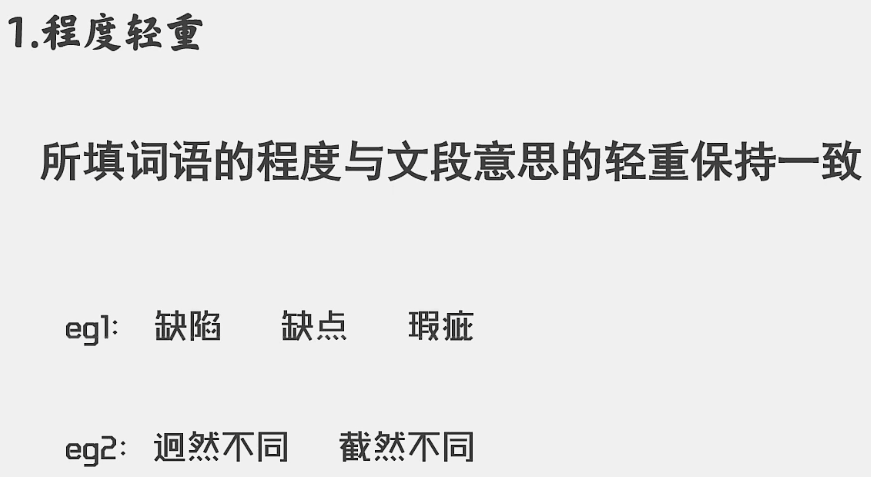 1.程度轻重
所填词语的程度与文段意思的轻重保持一致
eg1: 缺陷 缺点 瑕疵
eg2: 迥然不同 截然不同